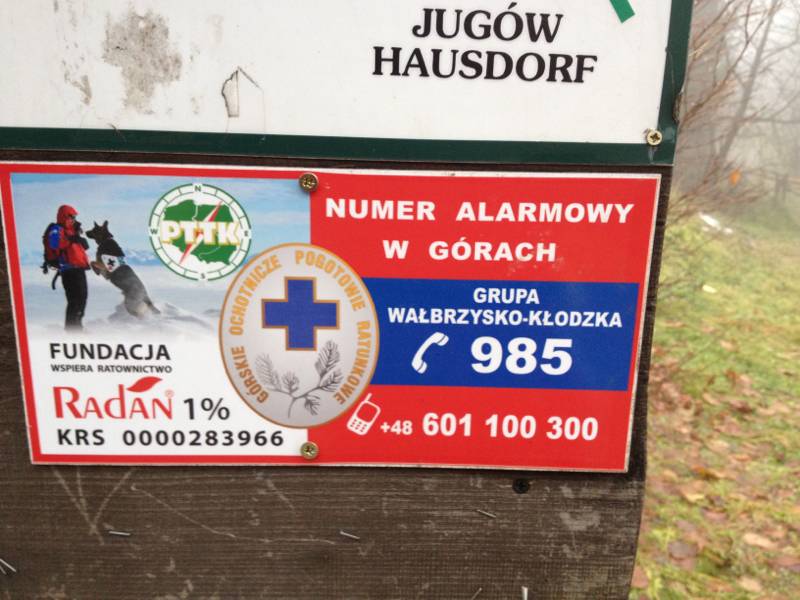 JUGÓW
HAUSDORF
N
W
E
S
PTTK
FUNDACJA
WSPIERA RATOWNICTWO
RADAŃ® 1%
KRS 0000283966
GÓRSKIE OCHOTNICZE POGOTOWIE RATUNKOWE
NUMER ALARMOWY
W GÓRACH
GRUPA
WAŁBRZYSKO-KŁODZKA
985
+48 601 100 300